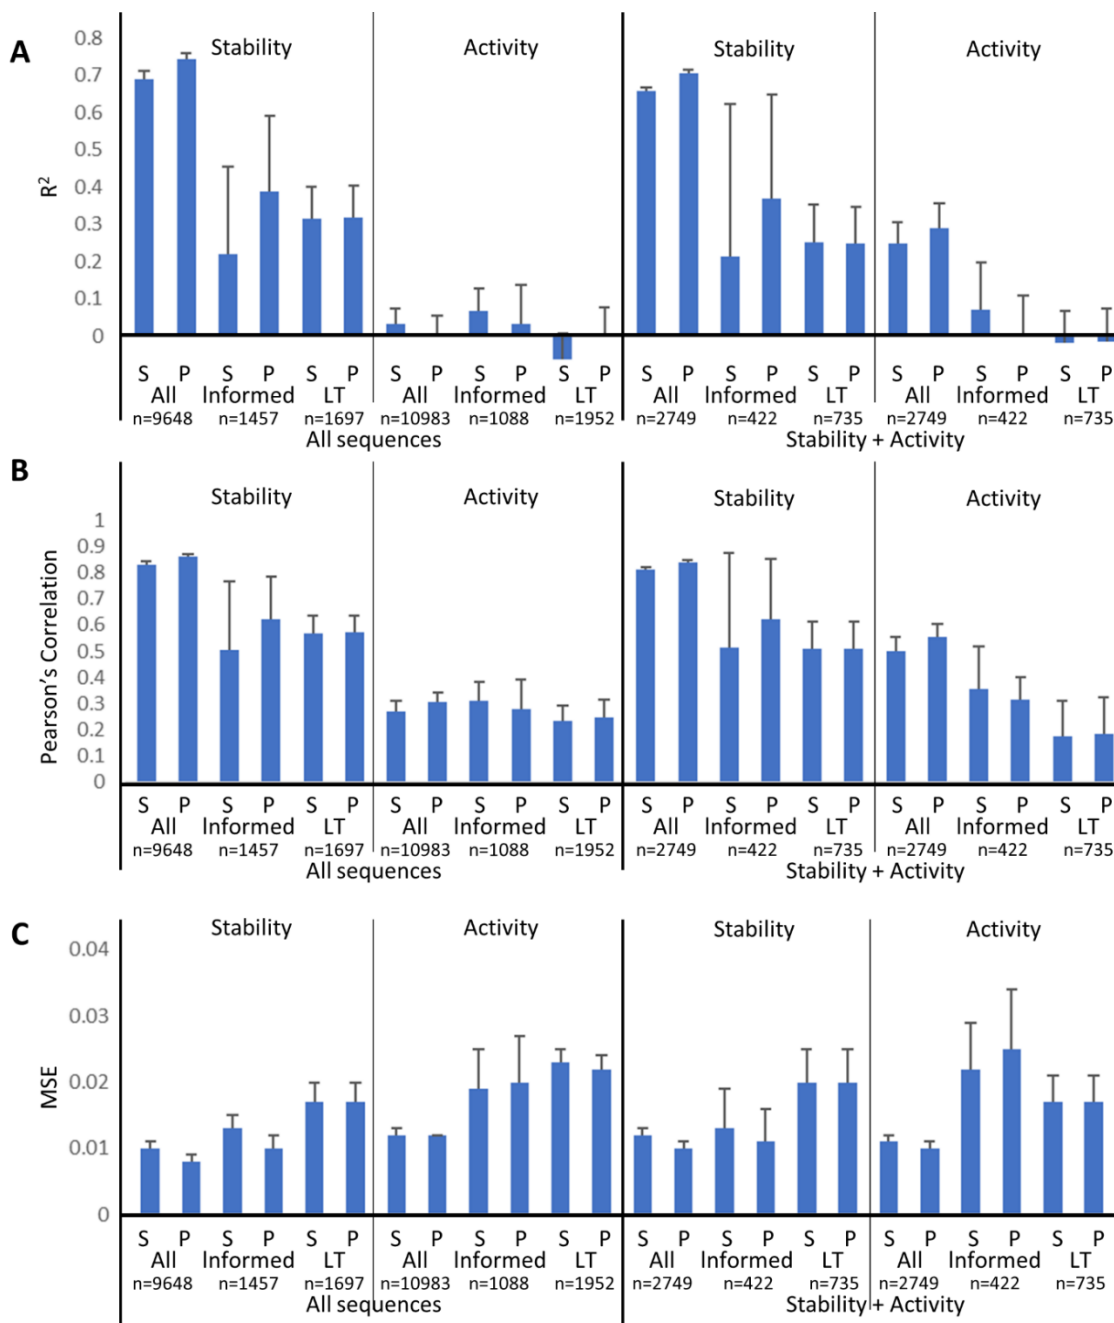 A
Stability Activity Stability Activity
0.8
0.7
0.6
0.5
0.4
0.3
0.2
0.1
0
R²
S P S P S P S P S P S P S P S P S P S P S P S P
All Informed LT All Informed LT All Informed LT All Informed LT
n=9648 n=1457 n=1697 n=10983 n=1088 n=1952 n=2749 n=422 n=735 n=2749 n=422 n=735
All sequences Stability + Activity
B
Stability Activity Stability Activity
1
0.9
0.8
0.7
0.6
0.5
0.4
0.3
0.2
0.1
0
Pearson's Correlation
S P S P S P S P S P S P S P S P S P S P S P S P
All Informed LT All Informed LT All Informed LT All Informed LT
n=9648 n=1457 n=1697 n=10983 n=1088 n=1952 n=2749 n=422 n=735 n=2749 n=422 n=735
All sequences Stability + Activity
C
Stability Activity Stability Activity
0.04
0.03
0.02
0.01
0
MSE
S P S P S P S P S P S P S P S P S P S P S P S P
All Informed LT All Informed LT All Informed LT All Informed LT
n=9648 n=1457 n=1697 n=10983 n=1088 n=1952 n=2749 n=422 n=735 n=2749 n=422 n=735
All sequences Stability + Activity